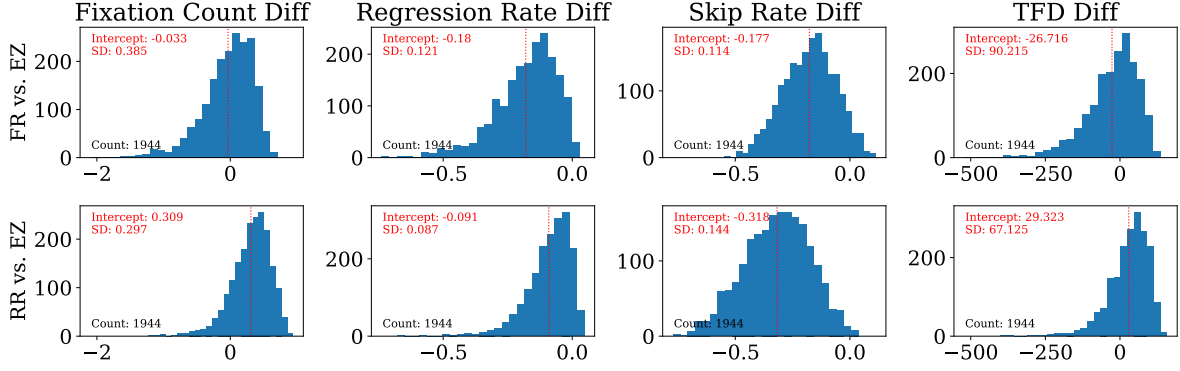 Fixation Count Diff
Regression Rate Diff
Skip Rate Diff
TFD Diff
FR vs. EZ
Intercept: -0.033
SD: 0.385
Count: 1944
200
100
0
−2
0
Intercept: -0.18
SD: 0.121
Count: 1944
200
100
0
−0.5
0.0
Intercept: -0.177
SD: 0.114
Count: 1944
100
0
−0.5
0.0
Intercept: -26.716
SD: 90.215
Count: 1944
200
0
−500
−250
0
RR vs. EZ
Intercept: 0.309
SD: 0.297
Count: 1944
200
100
0
−2
0
Intercept: -0.091
SD: 0.087
Count: 1944
200
0
−0.5
0.0
Intercept: -0.318
SD: 0.144
Count: 1944
100
0
−0.5
0.0
Intercept: 29.323
SD: 67.125
Count: 1944
200
0
−500
−250
0